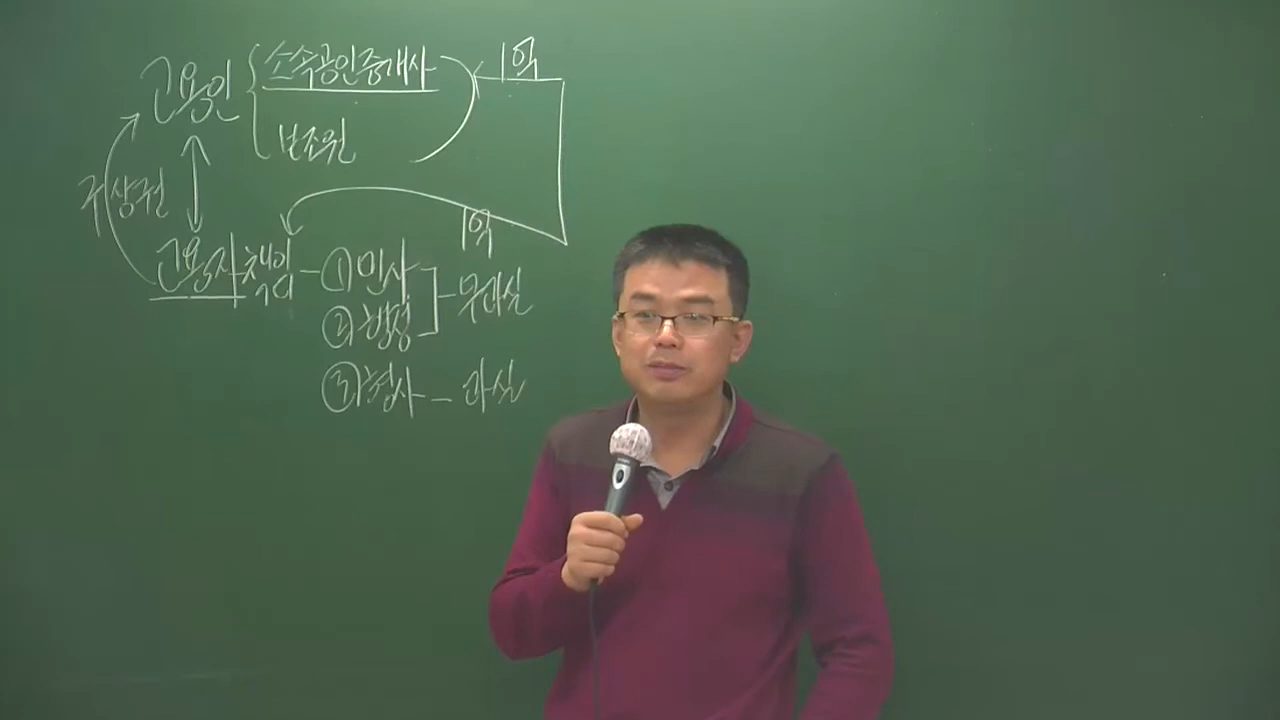 고용인 { 소속공인중개사 1억
보조원
구상권
1억
고용자책임 - ① 민사
② 행정
무과실
③ 형사 - 과실